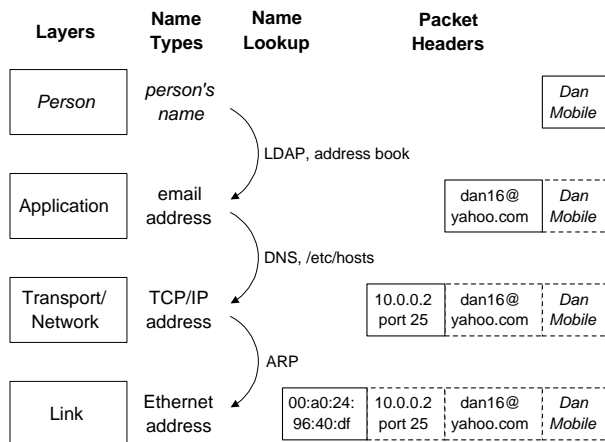 Layers
Name
Types
Name
Lookup
Packet
Headers
Person
person's
name
Dan
Mobile
LDAP, address book
Application
email
address
dan16@
yahoo.com
Dan
Mobile
DNS, /etc/hosts
Transport/
Network
TCP/IP
address
10.0.0.2
port 25
dan16@
yahoo.com
Dan
Mobile
ARP
Link
Ethernet
address
00:a0:24:
96:40:df
10.0.0.2
port 25
dan16@
yahoo.com
Dan
Mobile